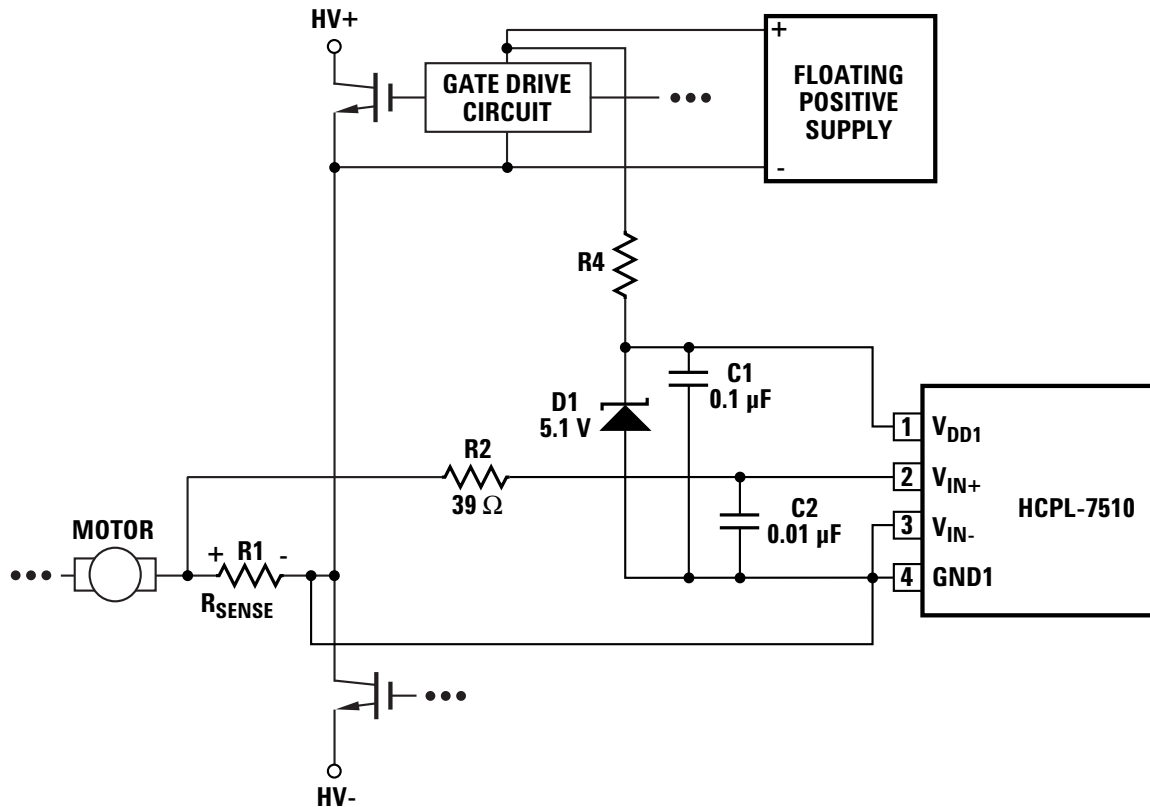 HV+
+
GATE DRIVE
CIRCUIT
•••
FLOATING
POSITIVE
SUPPLY
-
R4
C1
0.1 µF
D1
5.1 V
1 V_DD1
R2
39 Ω
2 V_IN+
C2
0.01 µF
HCPL-7510
3 V_IN-
MOTOR
+ R1 -
•••
4 GND1
R_SENSE
•••
HV-